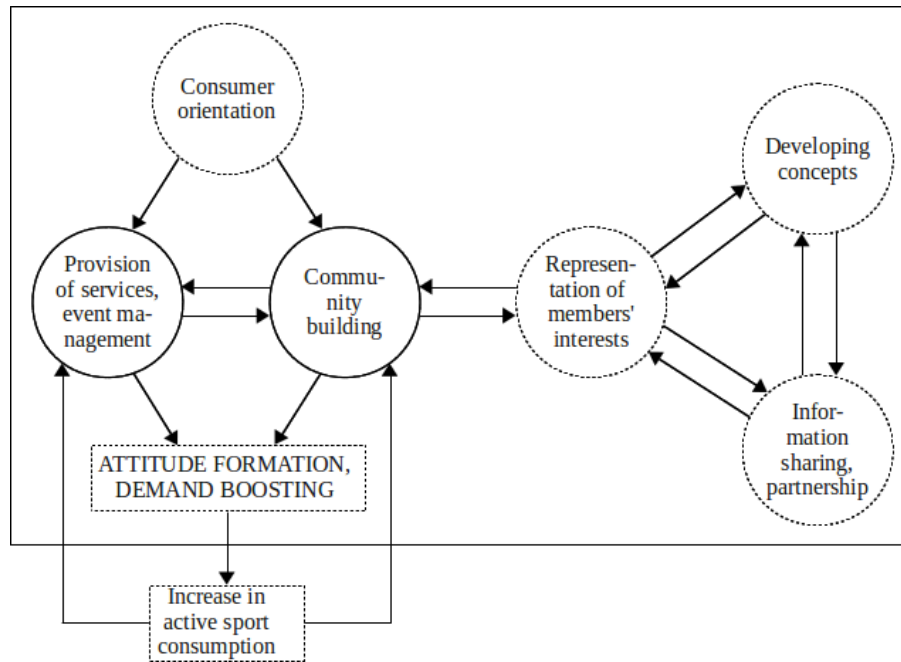 Consumer
orientation
Developing
concepts
Provision
of services,
event ma-
nagement
Commu-
nity
building
Represen-
tation of
members'
interests
Infor-
mation
sharing,
partnership
ATTITUDE FORMATION,
DEMAND BOOSTING
Increase in
active sport
consumption